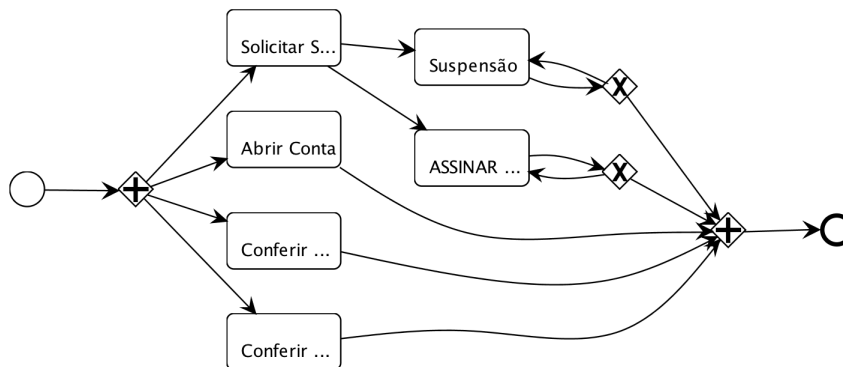 Solicitar S...
Suspensão
Abrir Conta
ASSINAR ...
Conferir ...
Conferir ...